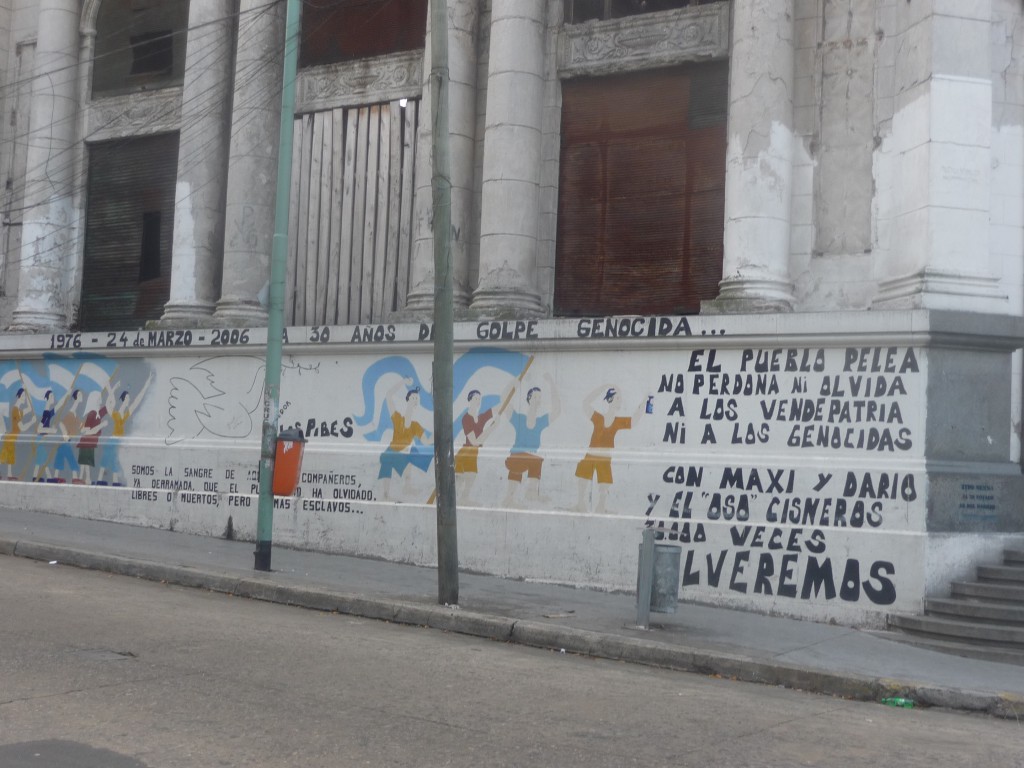 1976 - 24 de MARZO - 2006 A 30 AÑOS DEL GOLPE GENOCIDA...
EL PUEBLO PELEA
NO PERDONA Ni OLVIDA
A LOS VENDEPATRIA
Ni A LOS GENOCIDAS
CON MAXI Y DARIO
Y EL "OSO" CISNEROS
VECES
LVEREMOS
PIBES
SOMOS LA SANGRE DE COMPAÑEROS,
YA DERRAMADA, QUE EL HA OLVIDADO.
LIBRES O MUERTOS, PERO MAS ESCLAVOS...